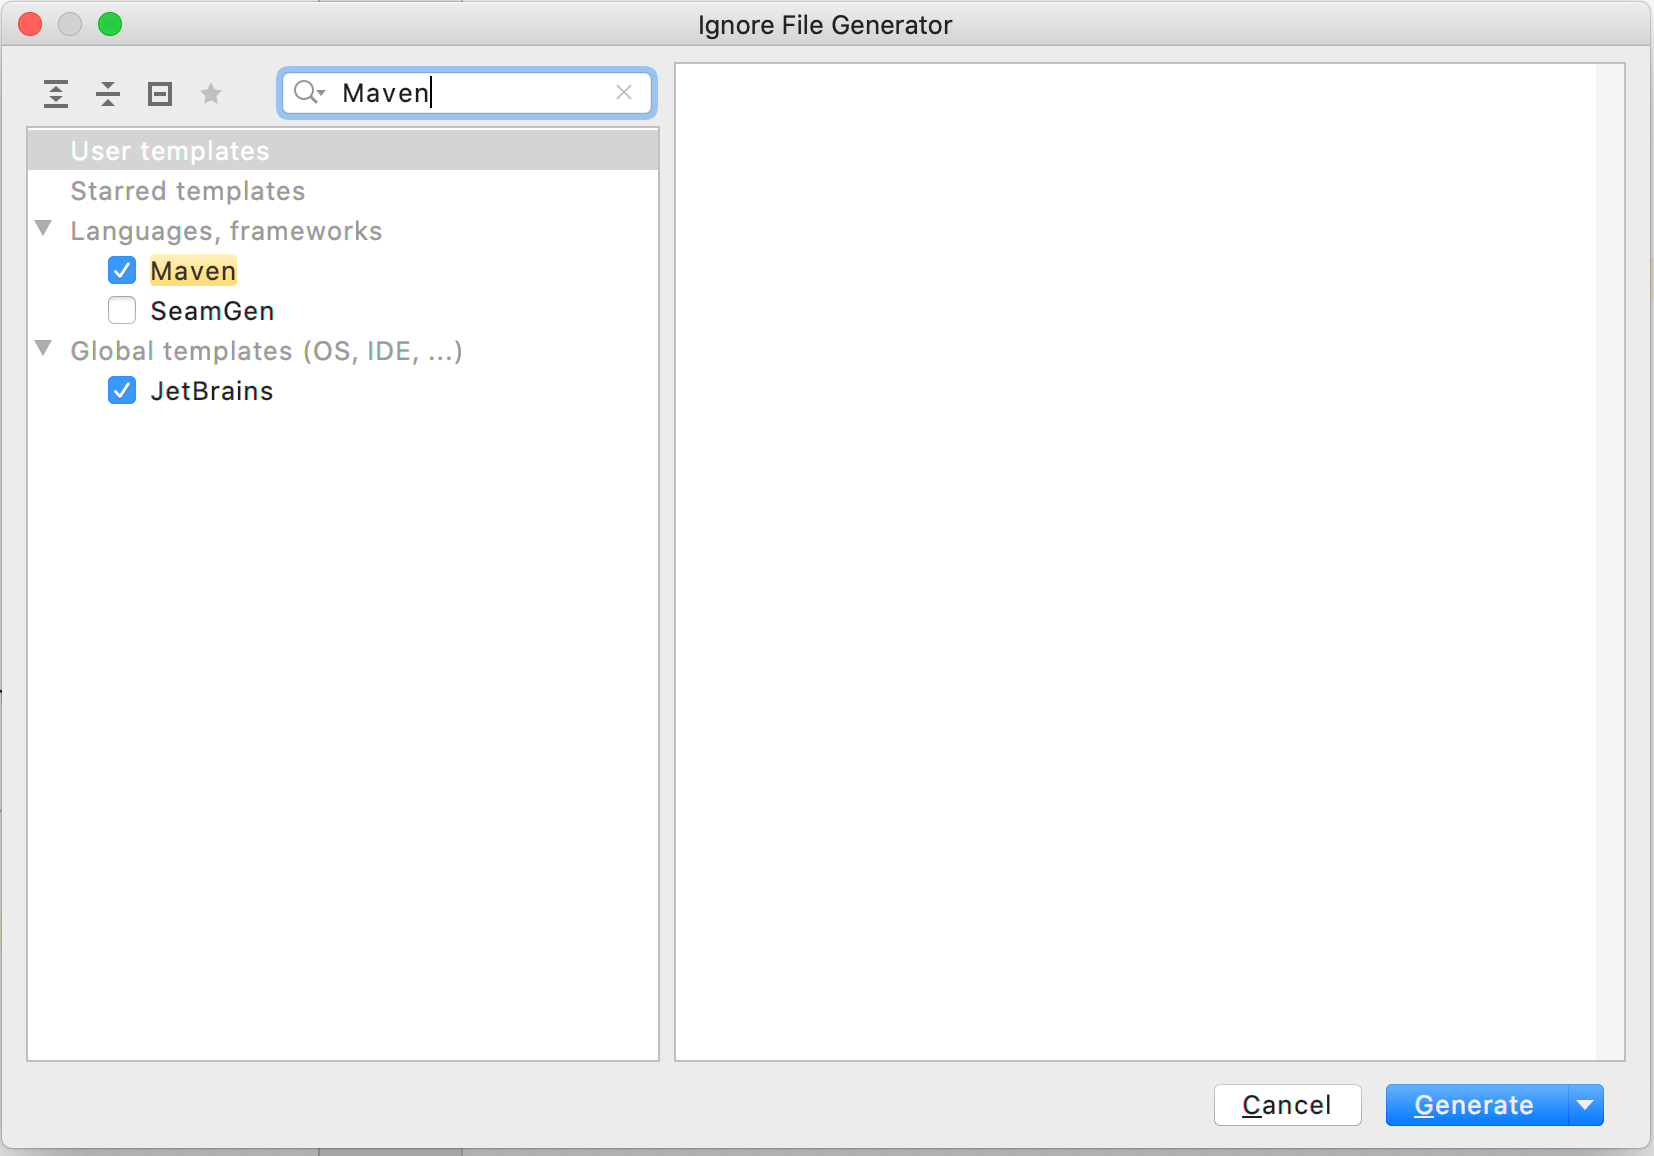 Ignore File Generator
Maven
User templates
Starred templates
Languages, frameworks
Maven
SeamGen
Global templates (OS, IDE, ...)
JetBrains
Cancel
Generate